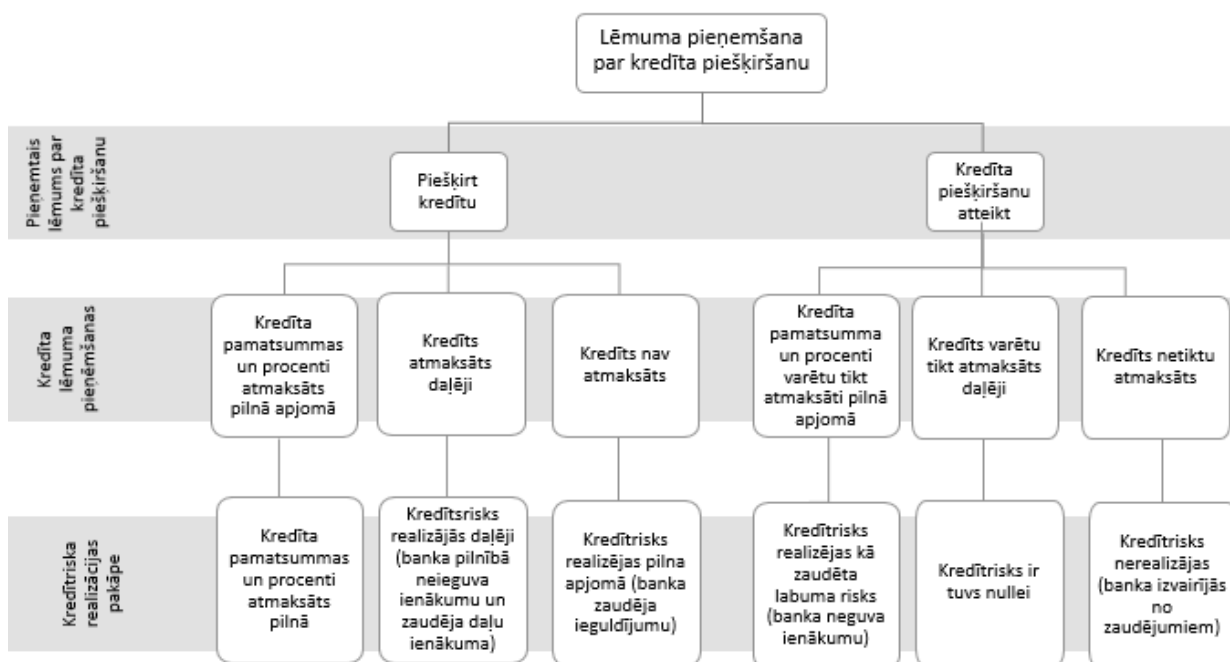 Lēmuma pieņemšana
par kredīta piešķiršanu
Pieņemtais
lēmums par
kredīta
piešķiršanu
Piešķirt
kredītu
Kredīta
piešķiršanu
atteikt
Kredīta
lēmuma
pieņēmšanas
Kredīta
pamatsummas
un procenti
atmaksāts
pilnā apjomā
Kredīts
atmaksāts
daļēji
Kredīts nav
atmaksāts
Kredīta
pamatsumma
un procenti
varētu tikt
atmaksāti pilnā
apjomā
Kredīts varētu
tikt atmaksāts
daļēji
Kredīts netiktu
atmaksāts
Kredītriska
realizācijas
pakāpe
Kredīta
pamatsummas
un procenti
atmaksāts
pilnā
Kredītsrisks
realizājās daļēji
(banka pilnībā
neieguva
ienākumu un
zaudēja daļu
ienākuma)
Kredītrisks
realizējas pilna
apjomā (banka
zaudēja
ieguldījumu)
Kredītrisks
realizējas kā
zaudēta
labuma risks
(banka neguva
ienākumu)
Kredītrisks ir
tuvs nullei
Kredītrisks
nerealizājas
(banka izvairījās
no
zaudējumiem)